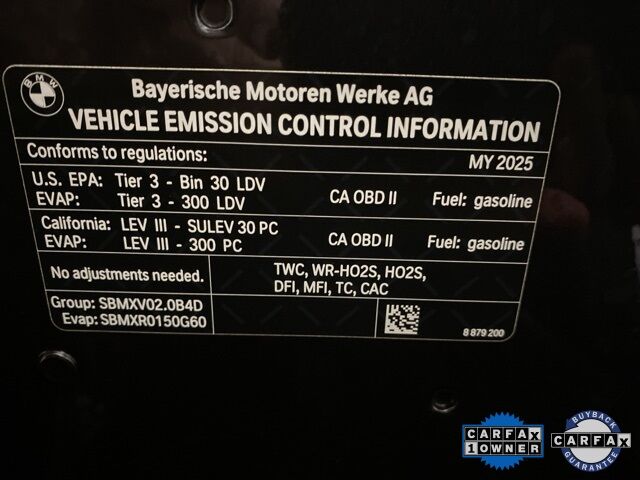 BMW
Bayerische Motoren Werke AG
VEHICLE EMISSION CONTROL INFORMATION
Conforms to regulations: MY 2025
U.S. EPA: Tier 3 - Bin 30 LDV CA OBD II Fuel: gasoline
EVAP: Tier 3 - 300 LDV
California: LEV III - SULEV 30 PC CA OBD II Fuel: gasoline
EVAP: LEV III - 300 PC
No adjustments needed. TWC, WR-HO2S, HO2S,
DFI, MFI, TC, CAC
Group: SBMXV02.0B4D
Evap: SBMXR0150G60
8 879 200
CARFAX
1 OWNER
BUYBACK
CARFAX
GUARANTEE